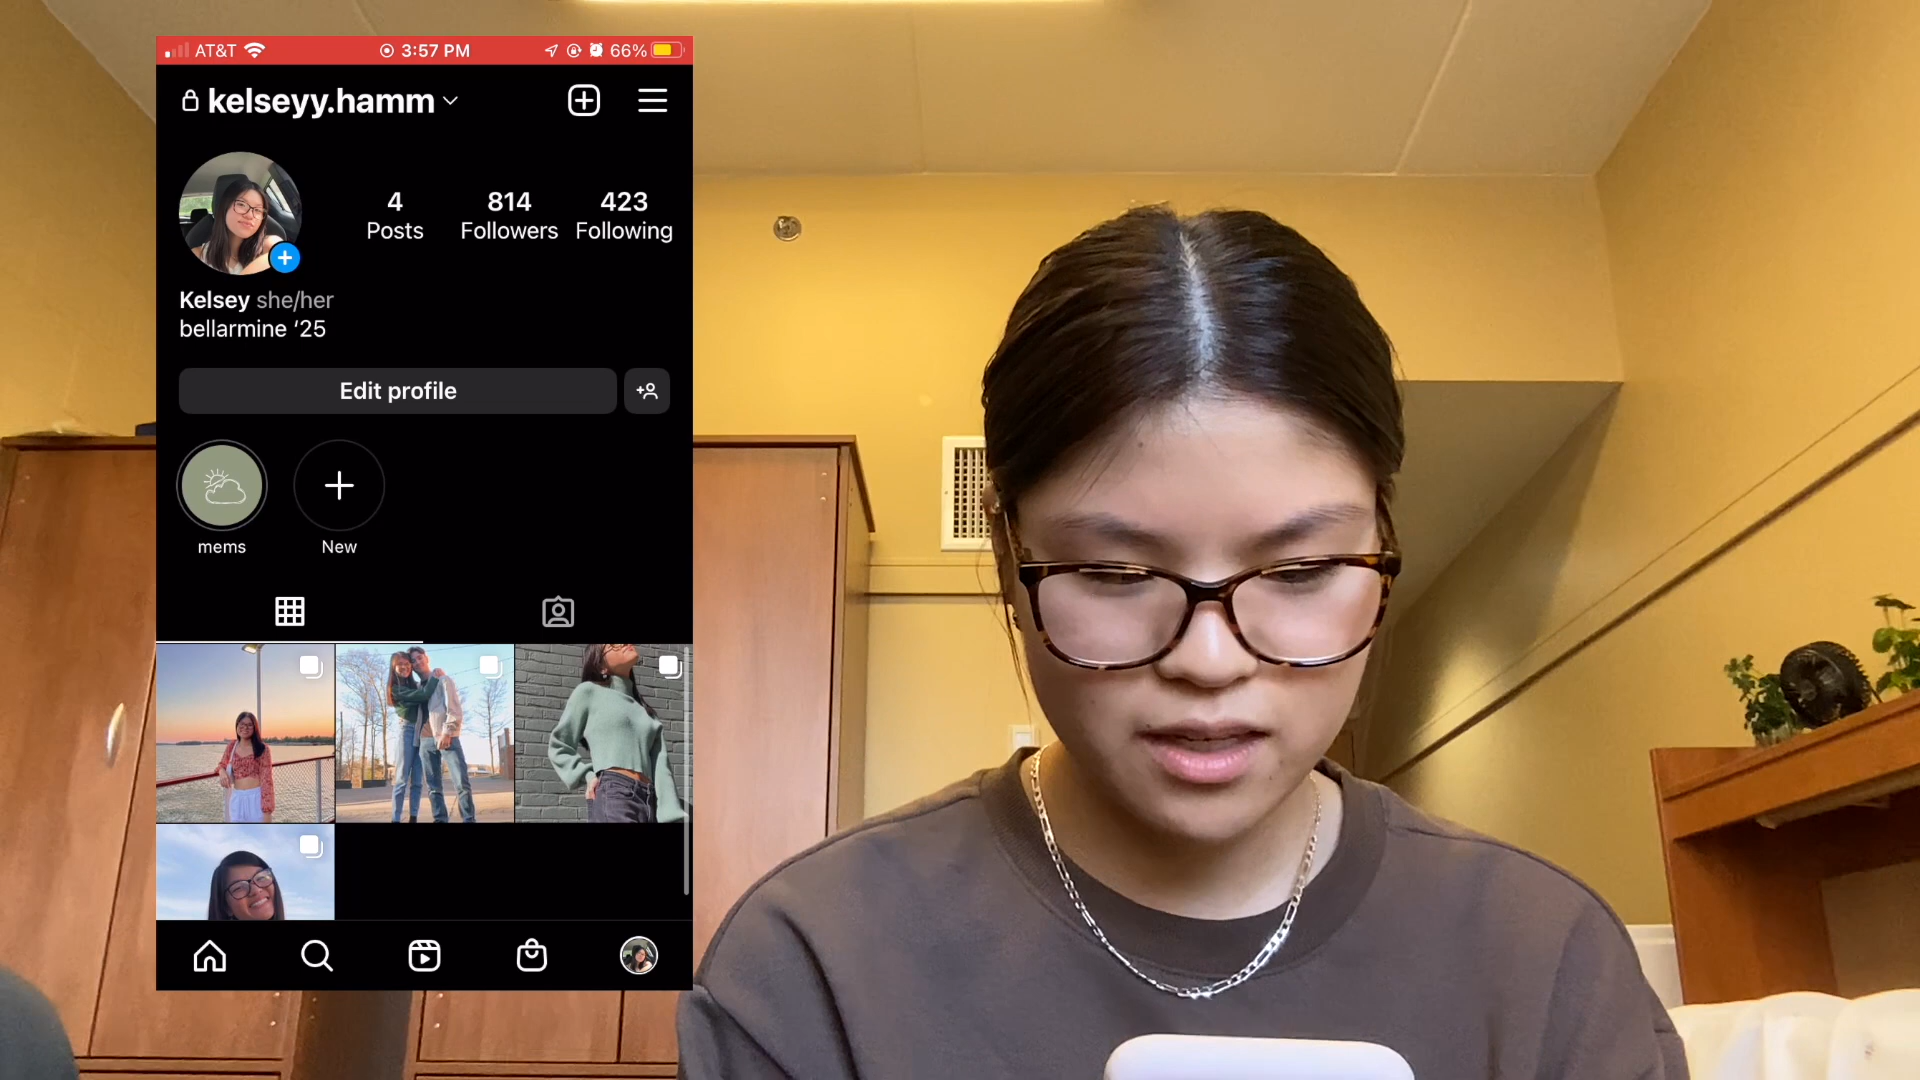 AT&T 3:57 PM 66%
kelseyy.hamm
4 814 423
Posts Followers Following
Kelsey she/her
bellarmine ‘25
Edit profile
mems New